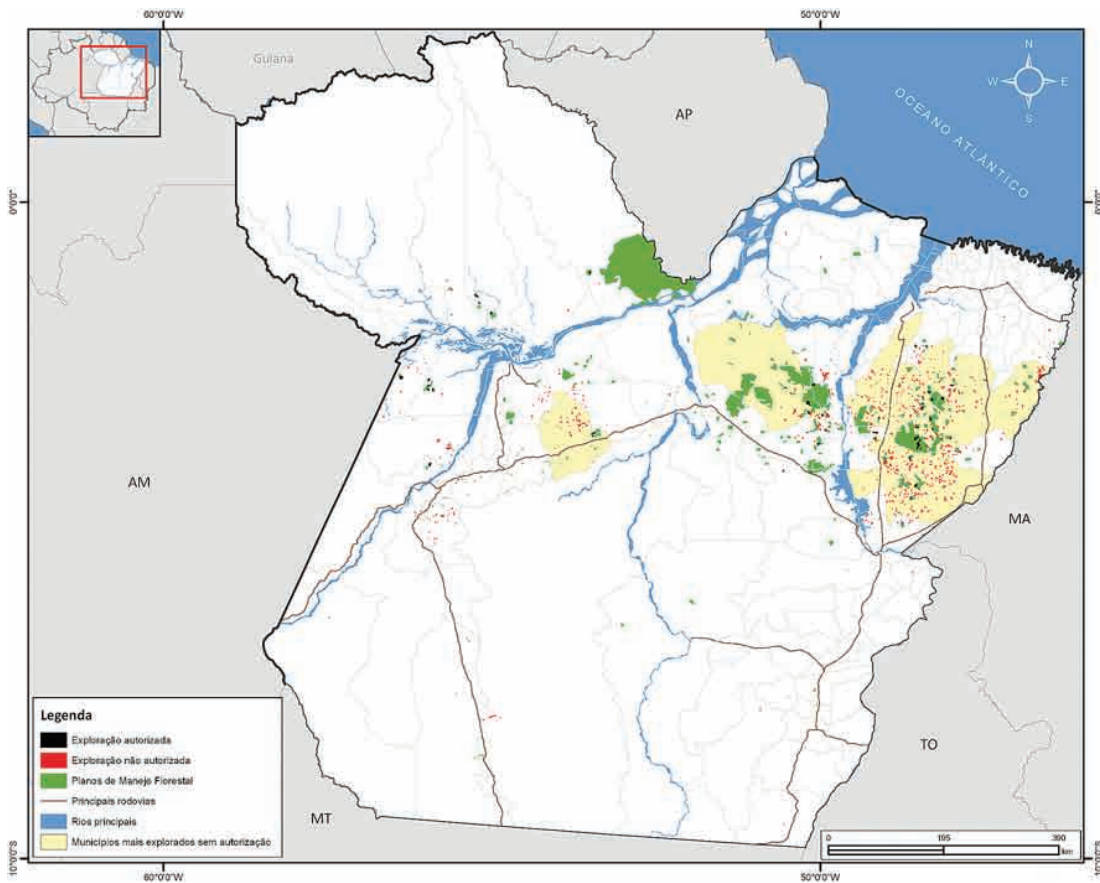 60°0'0"W
50°0'0"W
Guiana
AP
N
W E
S
OCEANO ATLÂNTICO
0°0'0"
0°0'0"
AM
MA
TO
MT
Legenda
Exploração autorizada
Exploração não autorizada
Planos de Manejo Florestal
Principais rodovias
Rios principais
Municípios mais explorados sem autorização
0 195 390
km
10°0'0"S
10°0'0"S
60°0'0"W
50°0'0"W